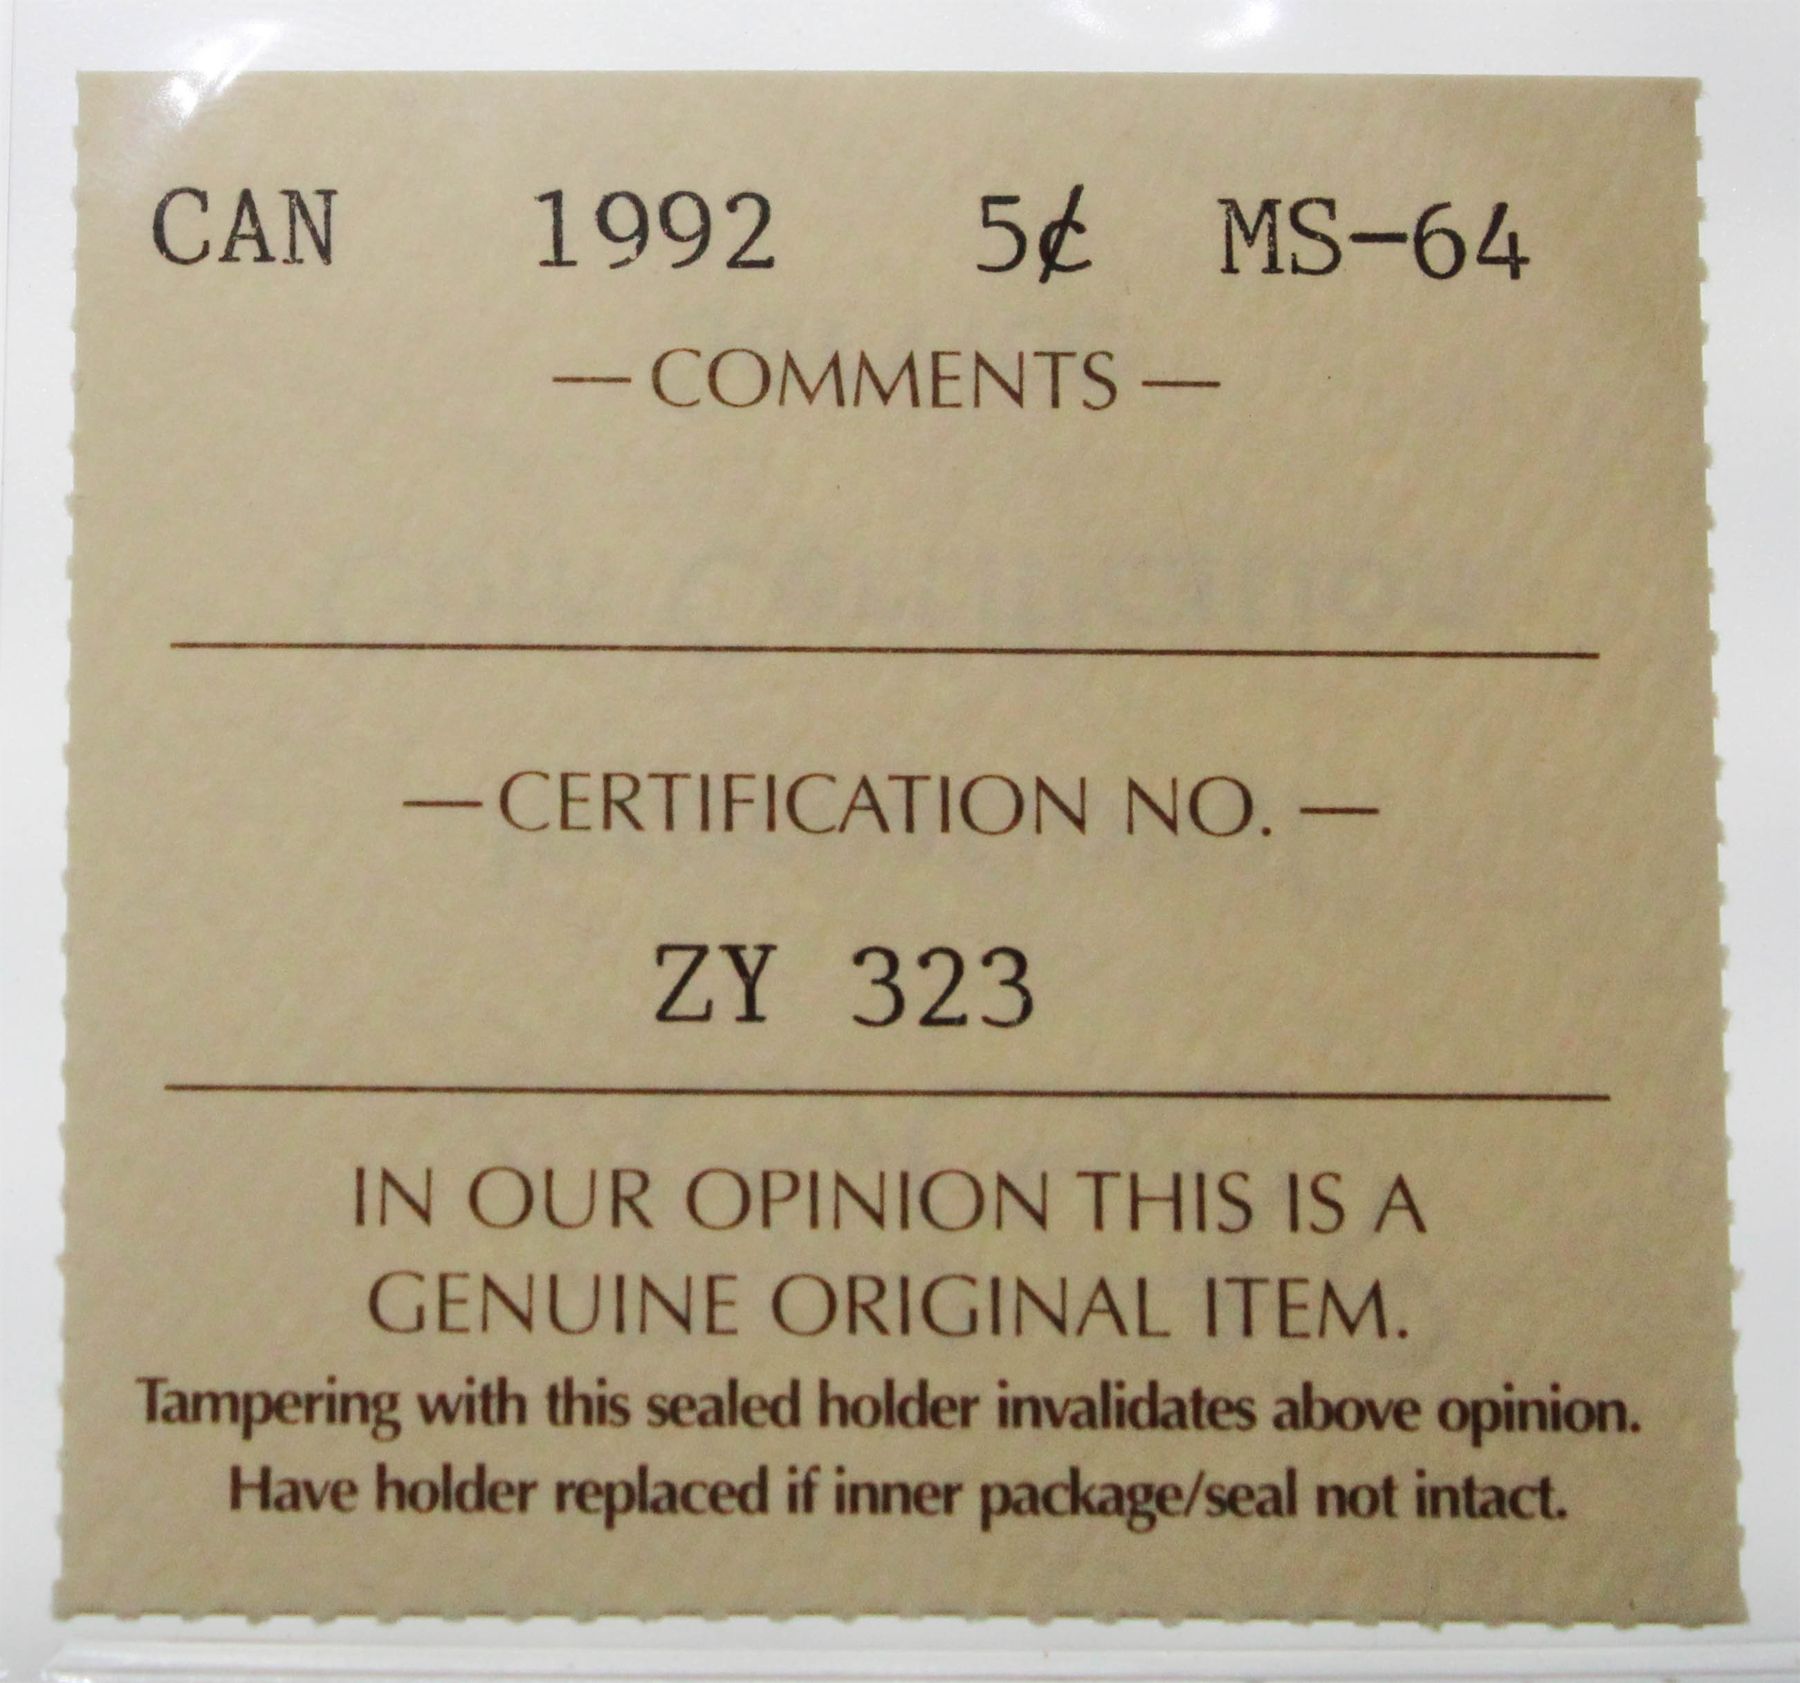 CAN 1992 5¢ MS-64
— COMMENTS —
— CERTIFICATION NO. —
ZY 323
IN OUR OPINION THIS IS A
GENUINE ORIGINAL ITEM.
Tampering with this sealed holder invalidates above opinion.
Have holder replaced if inner package/seal not intact.